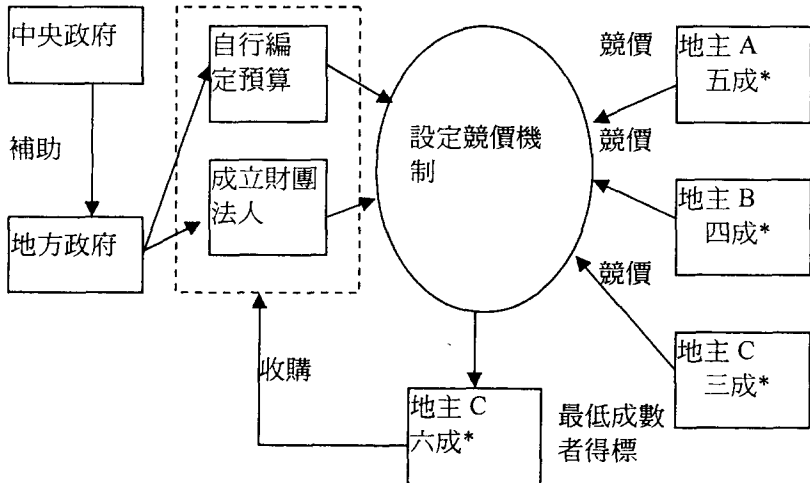 中央政府
補助
地方政府
自行編
定預算
成立財團
法人
收購
設定競價機
制
競價
地主 A
五成*
競價
地主 B
四成*
競價
地主 C
三成*
地主 C
六成*
最低成數
者得標